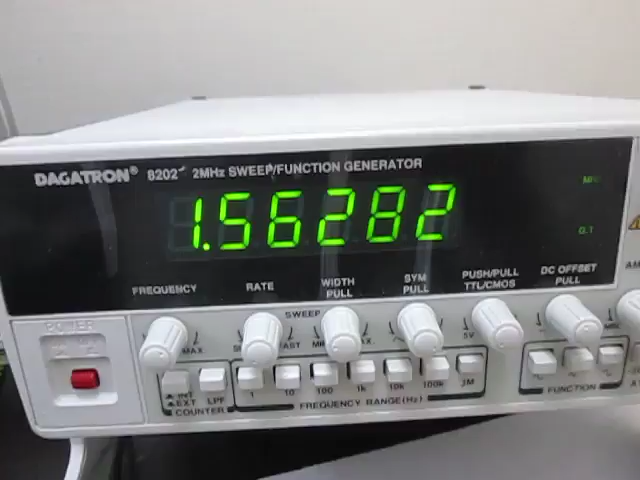 DAGATRON® 8202 2MHz SWEEP/FUNCTION GENERATOR
1.56282
G.T
FREQUENCY RATE WIDTH PULL SYM PULL PUSH/PULL TTL/CMOS DC OFFSET PULL
POWER
SWEEP
MAX FAST 5V
INT
EXT LPF
COUNTER
1 10 100 1k 10k 100k 1M
FREQUENCY RANGE(Hz)
FUNCTION